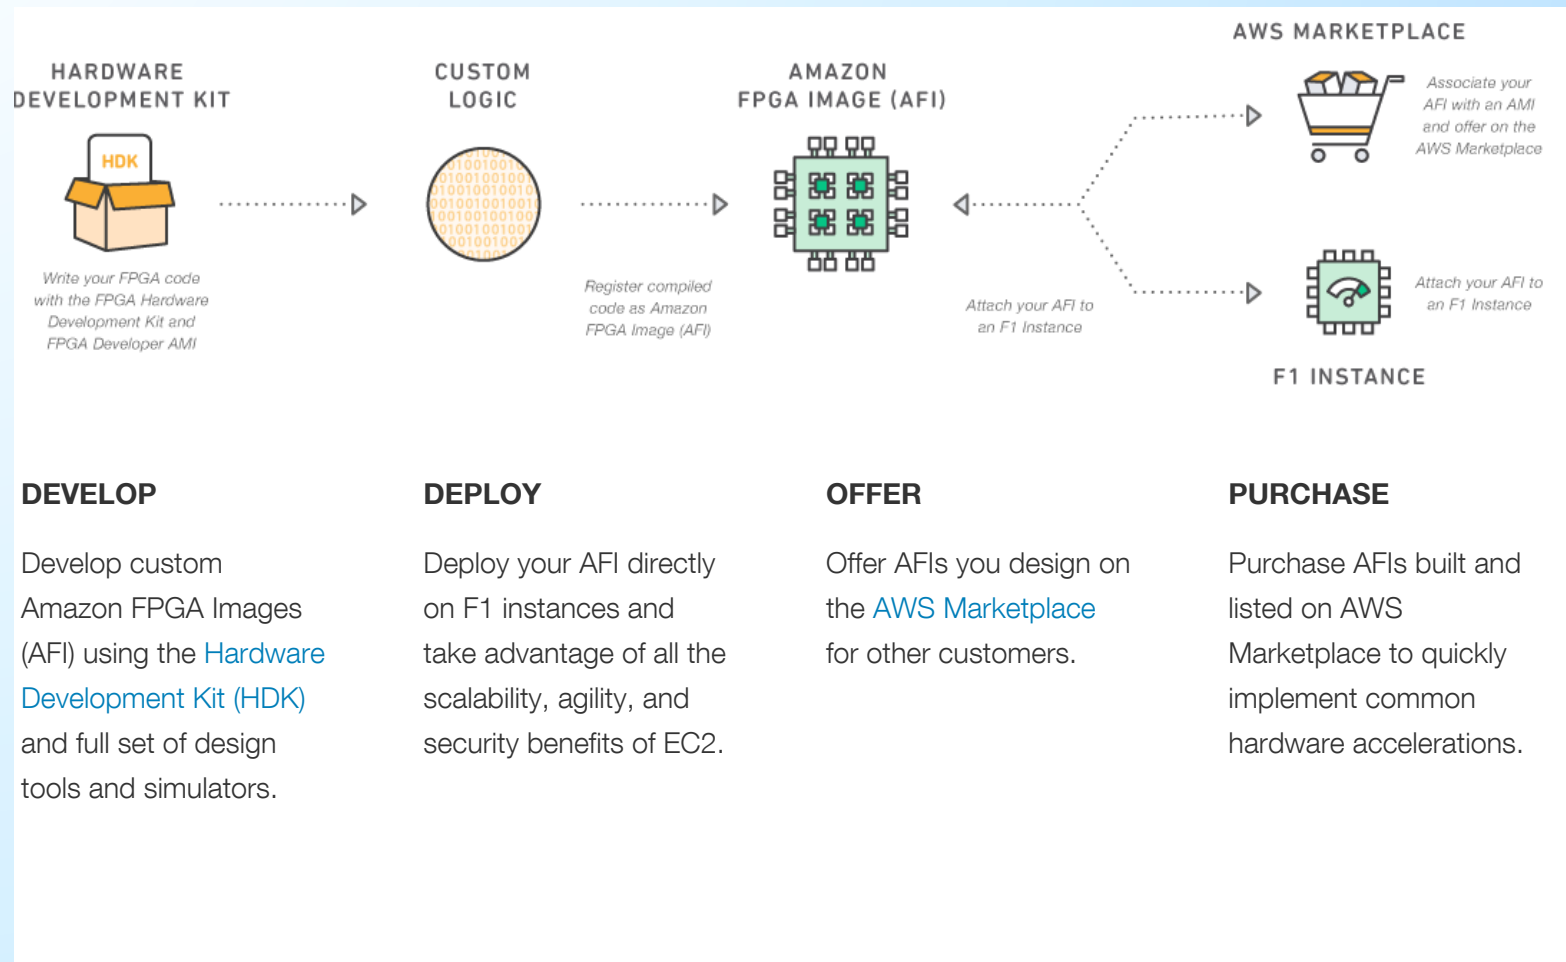 HARDWARE
DEVELOPMENT KIT
HDK
Write your FPGA code
with the FPGA Hardware
Development Kit and
FPGA Developer AMI
CUSTOM
LOGIC
Register compiled
code as Amazon
FPGA Image (AFI)
AMAZON
FPGA IMAGE (AFI)
Attach your AFI to
an F1 Instance
AWS MARKETPLACE
Associate your
AFI with an AMI
and offer on the
AWS Marketplace
Attach your AFI to
an F1 Instance
F1 INSTANCE
DEVELOP
Develop custom
Amazon FPGA Images
(AFI) using the Hardware
Development Kit (HDK)
and full set of design
tools and simulators.
DEPLOY
Deploy your AFI directly
on F1 instances and
take advantage of all the
scalability, agility, and
security benefits of EC2.
OFFER
Offer AFIs you design on
the AWS Marketplace
for other customers.
PURCHASE
Purchase AFIs built and
listed on AWS
Marketplace to quickly
implement common
hardware accelerations.